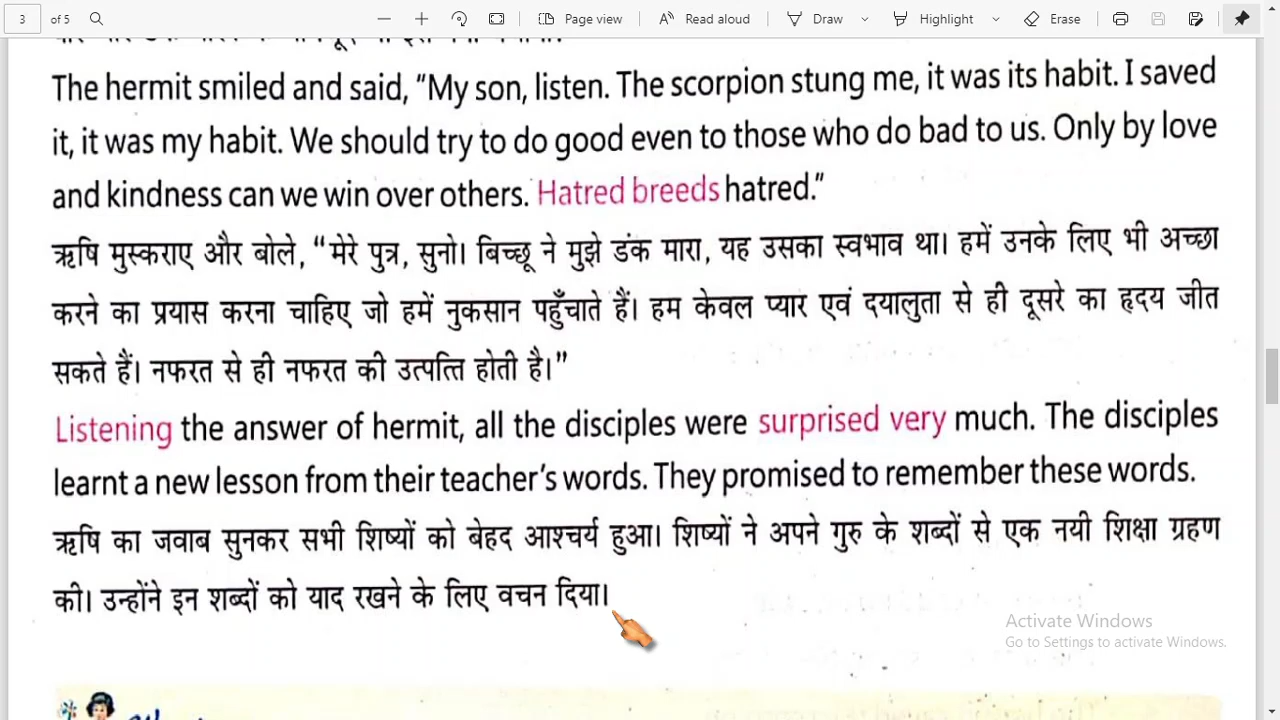 3 of 5 Page view Read aloud Draw Highlight Erase
The hermit smiled and said, “My son, listen. The scorpion stung me, it was its habit. I saved
it, it was my habit. We should try to do good even to those who do bad to us. Only by love
and kindness can we win over others. Hatred breeds hatred.”
ऋषि मुस्कराए और बोले, “मेरे पुत्र, सुनो। बिच्छू ने मुझे डंक मारा, यह उसका स्वभाव था। हमें उनके लिए भी अच्छा
करने का प्रयास करना चाहिए जो हमें नुकसान पहुँचाते हैं। हम केवल प्यार एवं दयालुता से ही दूसरे का हृदय जीत
सकते हैं। नफरत से ही नफरत की उत्पत्ति होती है।”
Listening the answer of hermit, all the disciples were surprised very much. The disciples
learnt a new lesson from their teacher’s words. They promised to remember these words.
ऋषि का जवाब सुनकर सभी शिष्यों को बेहद आश्चर्य हुआ। शिष्यों ने अपने गुरु के शब्दों से एक नयी शिक्षा ग्रहण
की। उन्होंने इन शब्दों को याद रखने के लिए वचन दिया।
Activate Windows
Go to Settings to activate Windows.